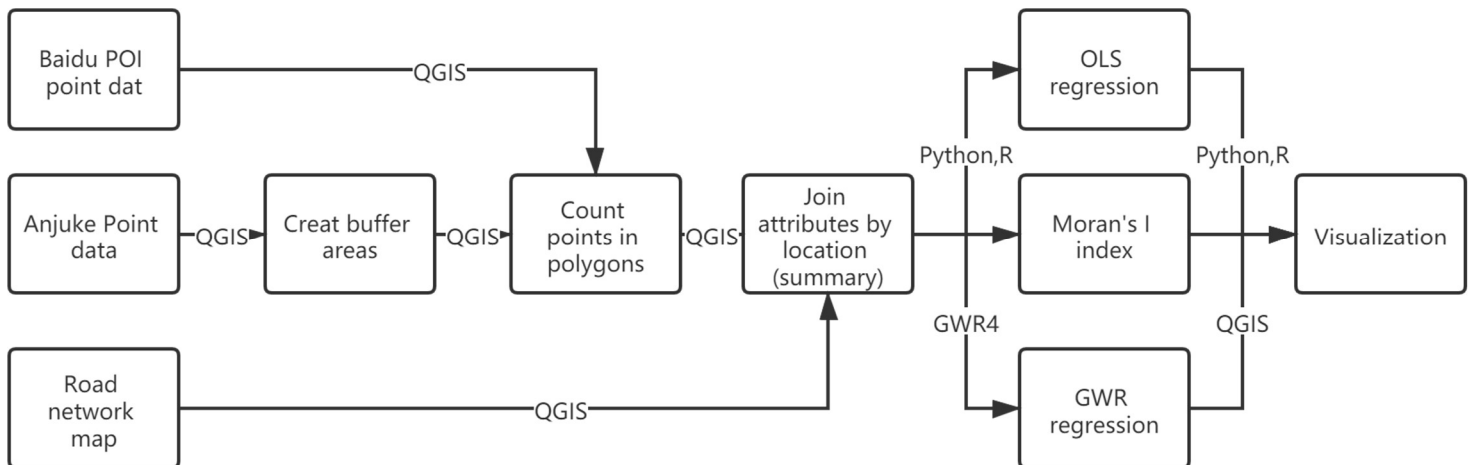 Baidu POI
point dat
QGIS
OLS
regression
Python,R
Python,R
Anjuke Point
data
QGIS
Creat buffer
areas
QGIS
Count
points in
polygons
QGIS
Join
attributes by
location
(summary)
Moran's I
index
Visualization
GWR4
QGIS
Road
network
map
QGIS
GWR
regression